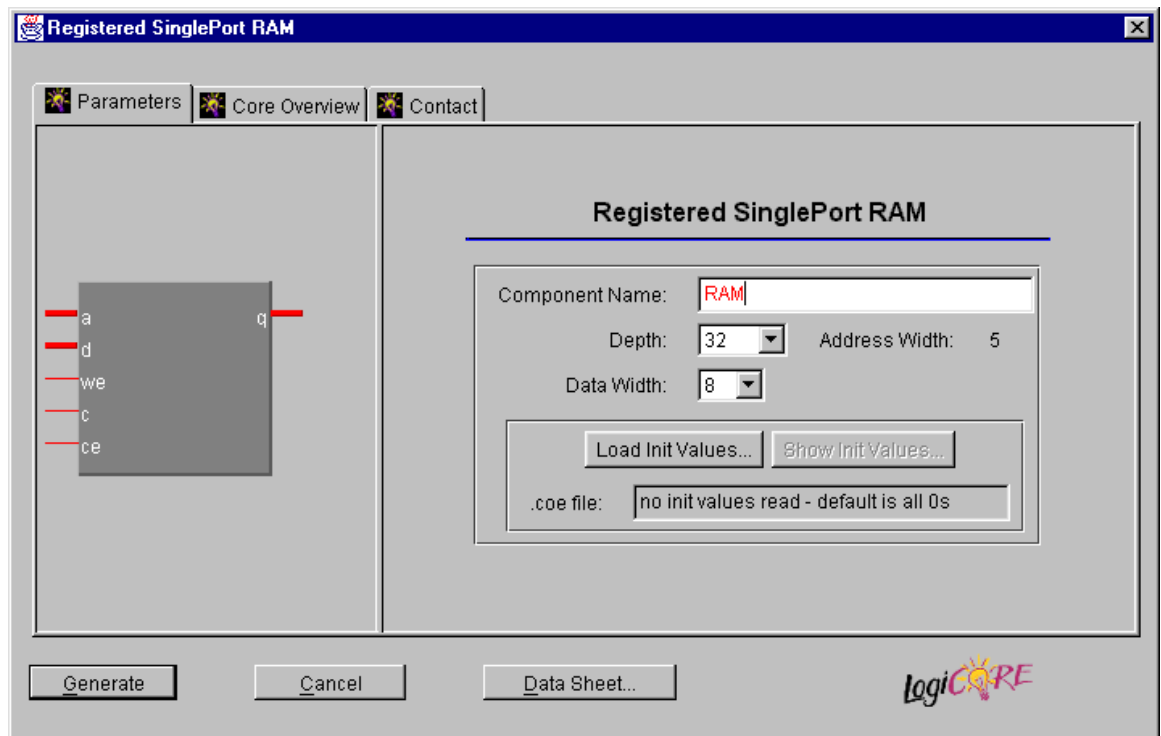 Registered SinglePort RAM
Parameters Core Overview Contact
a q
d
we
c
ce
Registered SinglePort RAM
Component Name: RAM
Depth: 32 Address Width: 5
Data Width: 8
Load Init Values... Show Init Values...
.coe file: no init values read - default is all 0s
Generate Cancel Data Sheet... LogiCORE